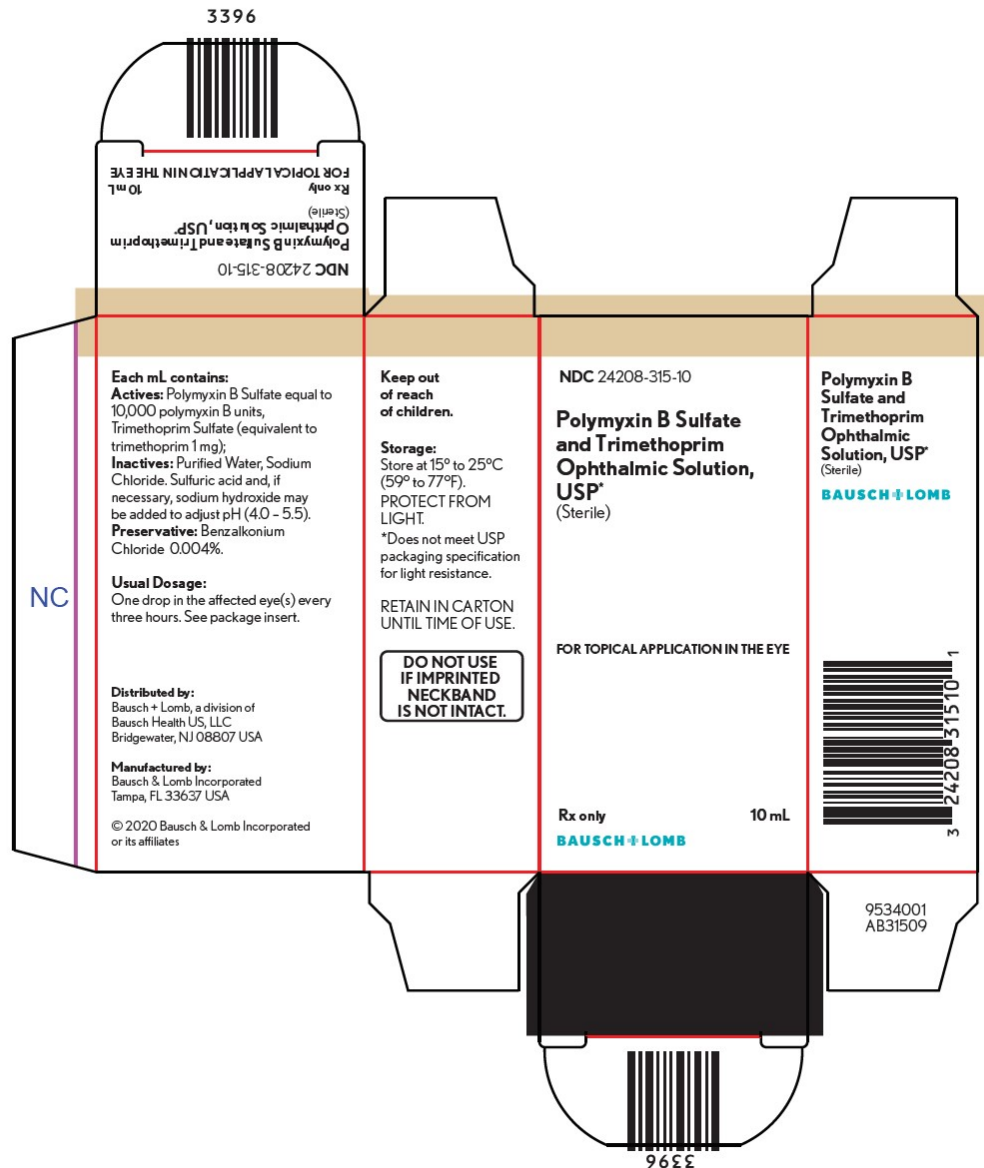 3396
FOR TOPICAL APPLICATION IN THE EYE
Rx only 10 mL
(Sterile)
Ophthalmic Solution, USP*
Polymyxin B Sulfate and Trimethoprim
NDC 24208-315-10
NC
Each mL contains:
Actives: Polymyxin B Sulfate equal to
10,000 polymyxin B units,
Trimethoprim Sulfate (equivalent to
trimethoprim 1 mg);
Inactives: Purified Water, Sodium
Chloride. Sulfuric acid and, if
necessary, sodium hydroxide may
be added to adjust pH (4.0 – 5.5).
Preservative: Benzalkonium
Chloride 0.004%.
Usual Dosage:
One drop in the affected eye(s) every
three hours. See package insert.
Distributed by:
Bausch + Lomb, a division of
Bausch Health US, LLC
Bridgewater, NJ 08807 USA
Manufactured by:
Bausch & Lomb Incorporated
Tampa, FL 33637 USA
© 2020 Bausch & Lomb Incorporated
or its affiliates
Keep out
of reach
of children.
Storage:
Store at 15º to 25ºC
(59º to 77ºF).
PROTECT FROM
LIGHT.
*Does not meet USP
packaging specification
for light resistance.
RETAIN IN CARTON
UNTIL TIME OF USE.
DO NOT USE
IF IMPRINTED
NECKBAND
IS NOT INTACT.
NDC 24208-315-10
Polymyxin B Sulfate
and Trimethoprim
Ophthalmic Solution,
USP*
(Sterile)
FOR TOPICAL APPLICATION IN THE EYE
Rx only 10 mL
BAUSCH + LOMB
Polymyxin B
Sulfate and
Trimethoprim
Ophthalmic
Solution, USP*
(Sterile)
BAUSCH + LOMB
3 24208 31510 1
9534001
AB31509
3396